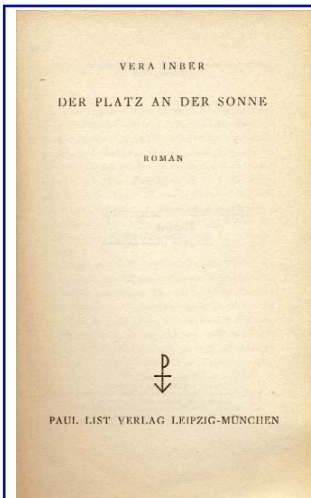 VERA INBER
DER PLATZ AN DER SONNE
ROMAN
PAUL LIST VERLAG LEIPZIG-MÜNCHEN